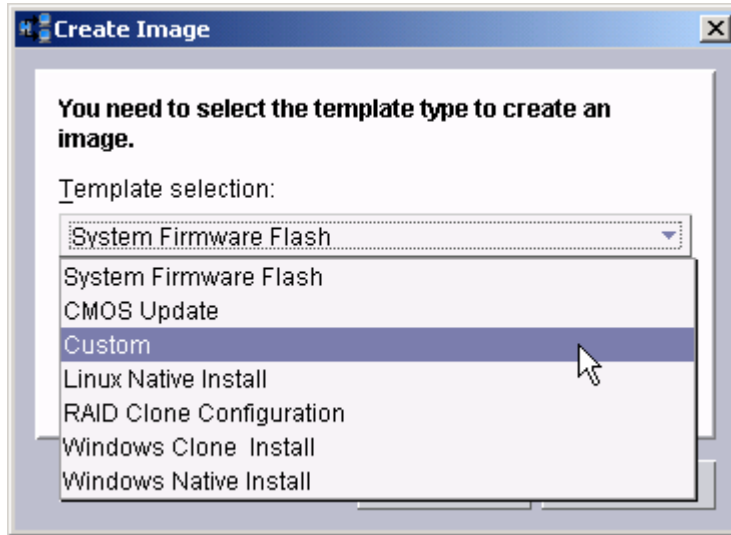 Create Image
You need to select the template type to create an
image.
Template selection:
System Firmware Flash
System Firmware Flash
CMOS Update
Custom
Linux Native Install
RAID Clone Configuration
Windows Clone  Install
Windows Native Install